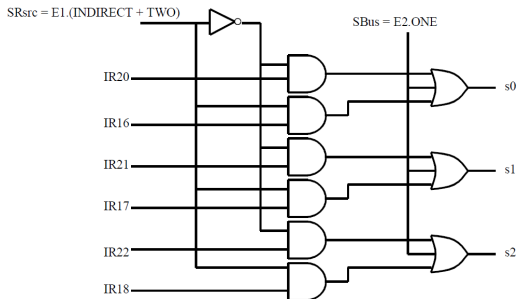 SRsrc = E1.(INDIRECT + TWO)
SBus = E2.ONE
IR20
s0
IR16
IR21
s1
IR17
IR22
s2
IR18